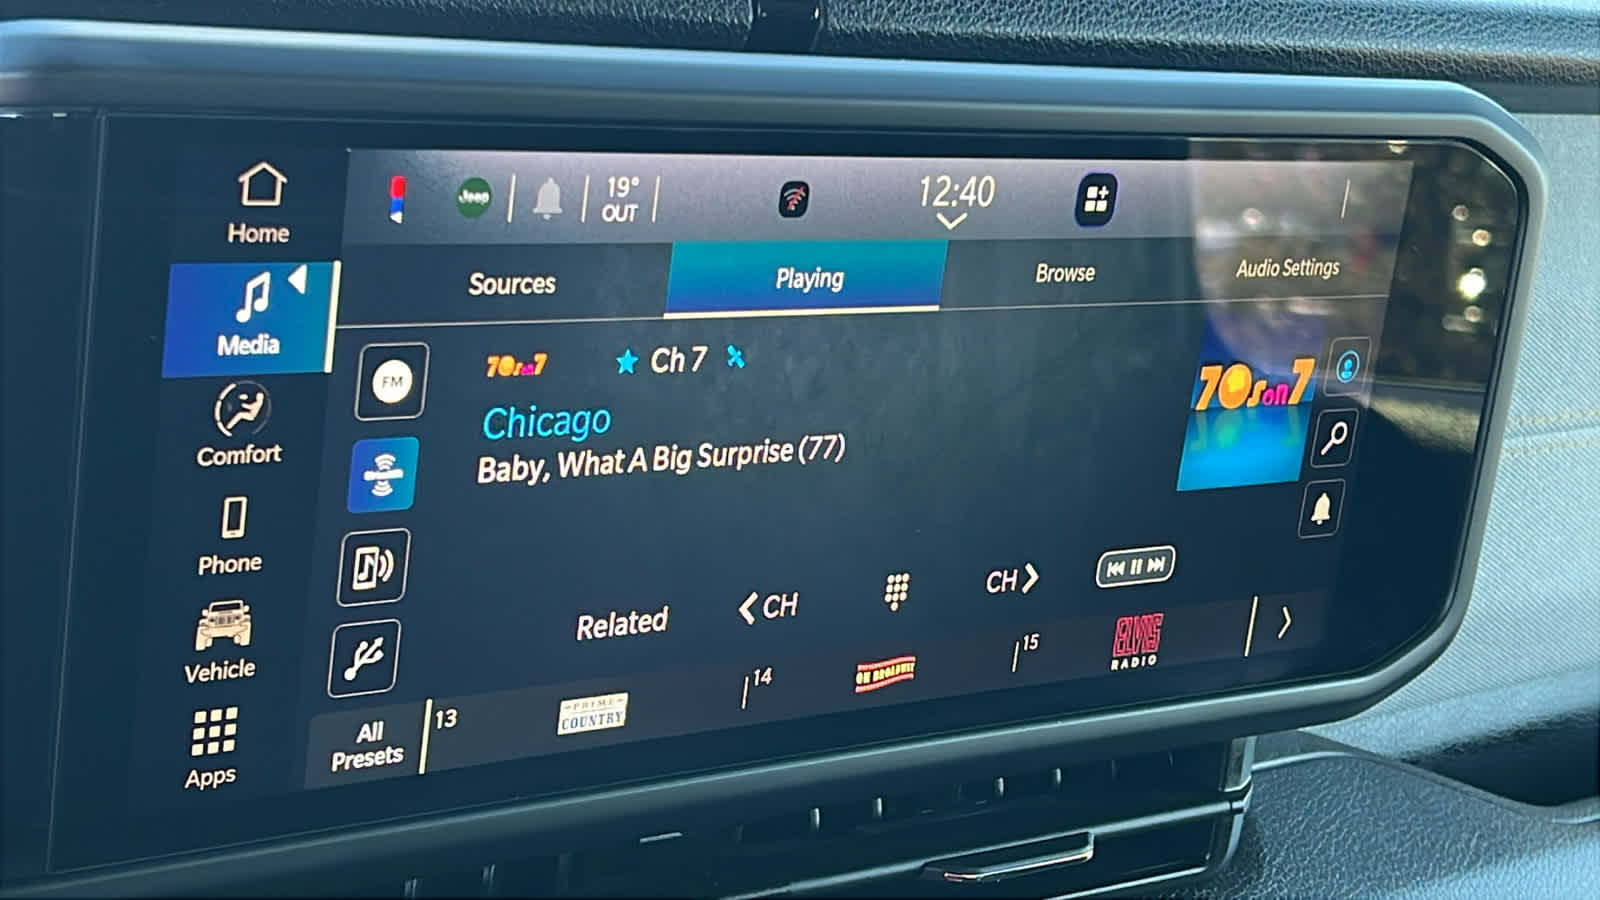 Jeep
19°
OUT
12:40
Home
Media
Comfort
Phone
Vehicle
Apps
Sources
Playing
Browse
Audio Settings
FM
70s on 7
Ch 7
Chicago
Baby, What A Big Surprise (77)
70s on 7
Related
CH
CH
All
Presets
13
PRIME
COUNTRY
14
ON BROADWAY
15
ELVIS
RADIO